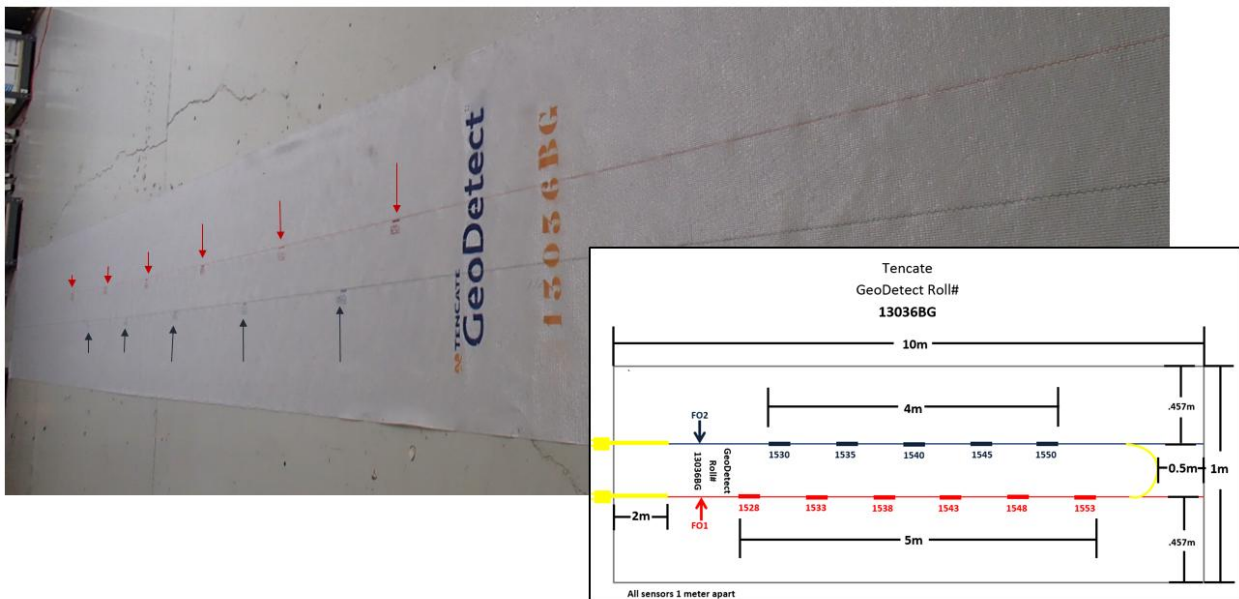 TENCATE
GeoDetect
13036BG
Tencate
GeoDetect Roll#
13036BG
10m
4m
.457m
FO2
1530
1535
1540
1545
1550
GeoDetect
Roll#
13036BG
0.5m
1m
2m
FO1
1528
1533
1538
1543
1548
1553
5m
.457m
All sensors 1 meter apart